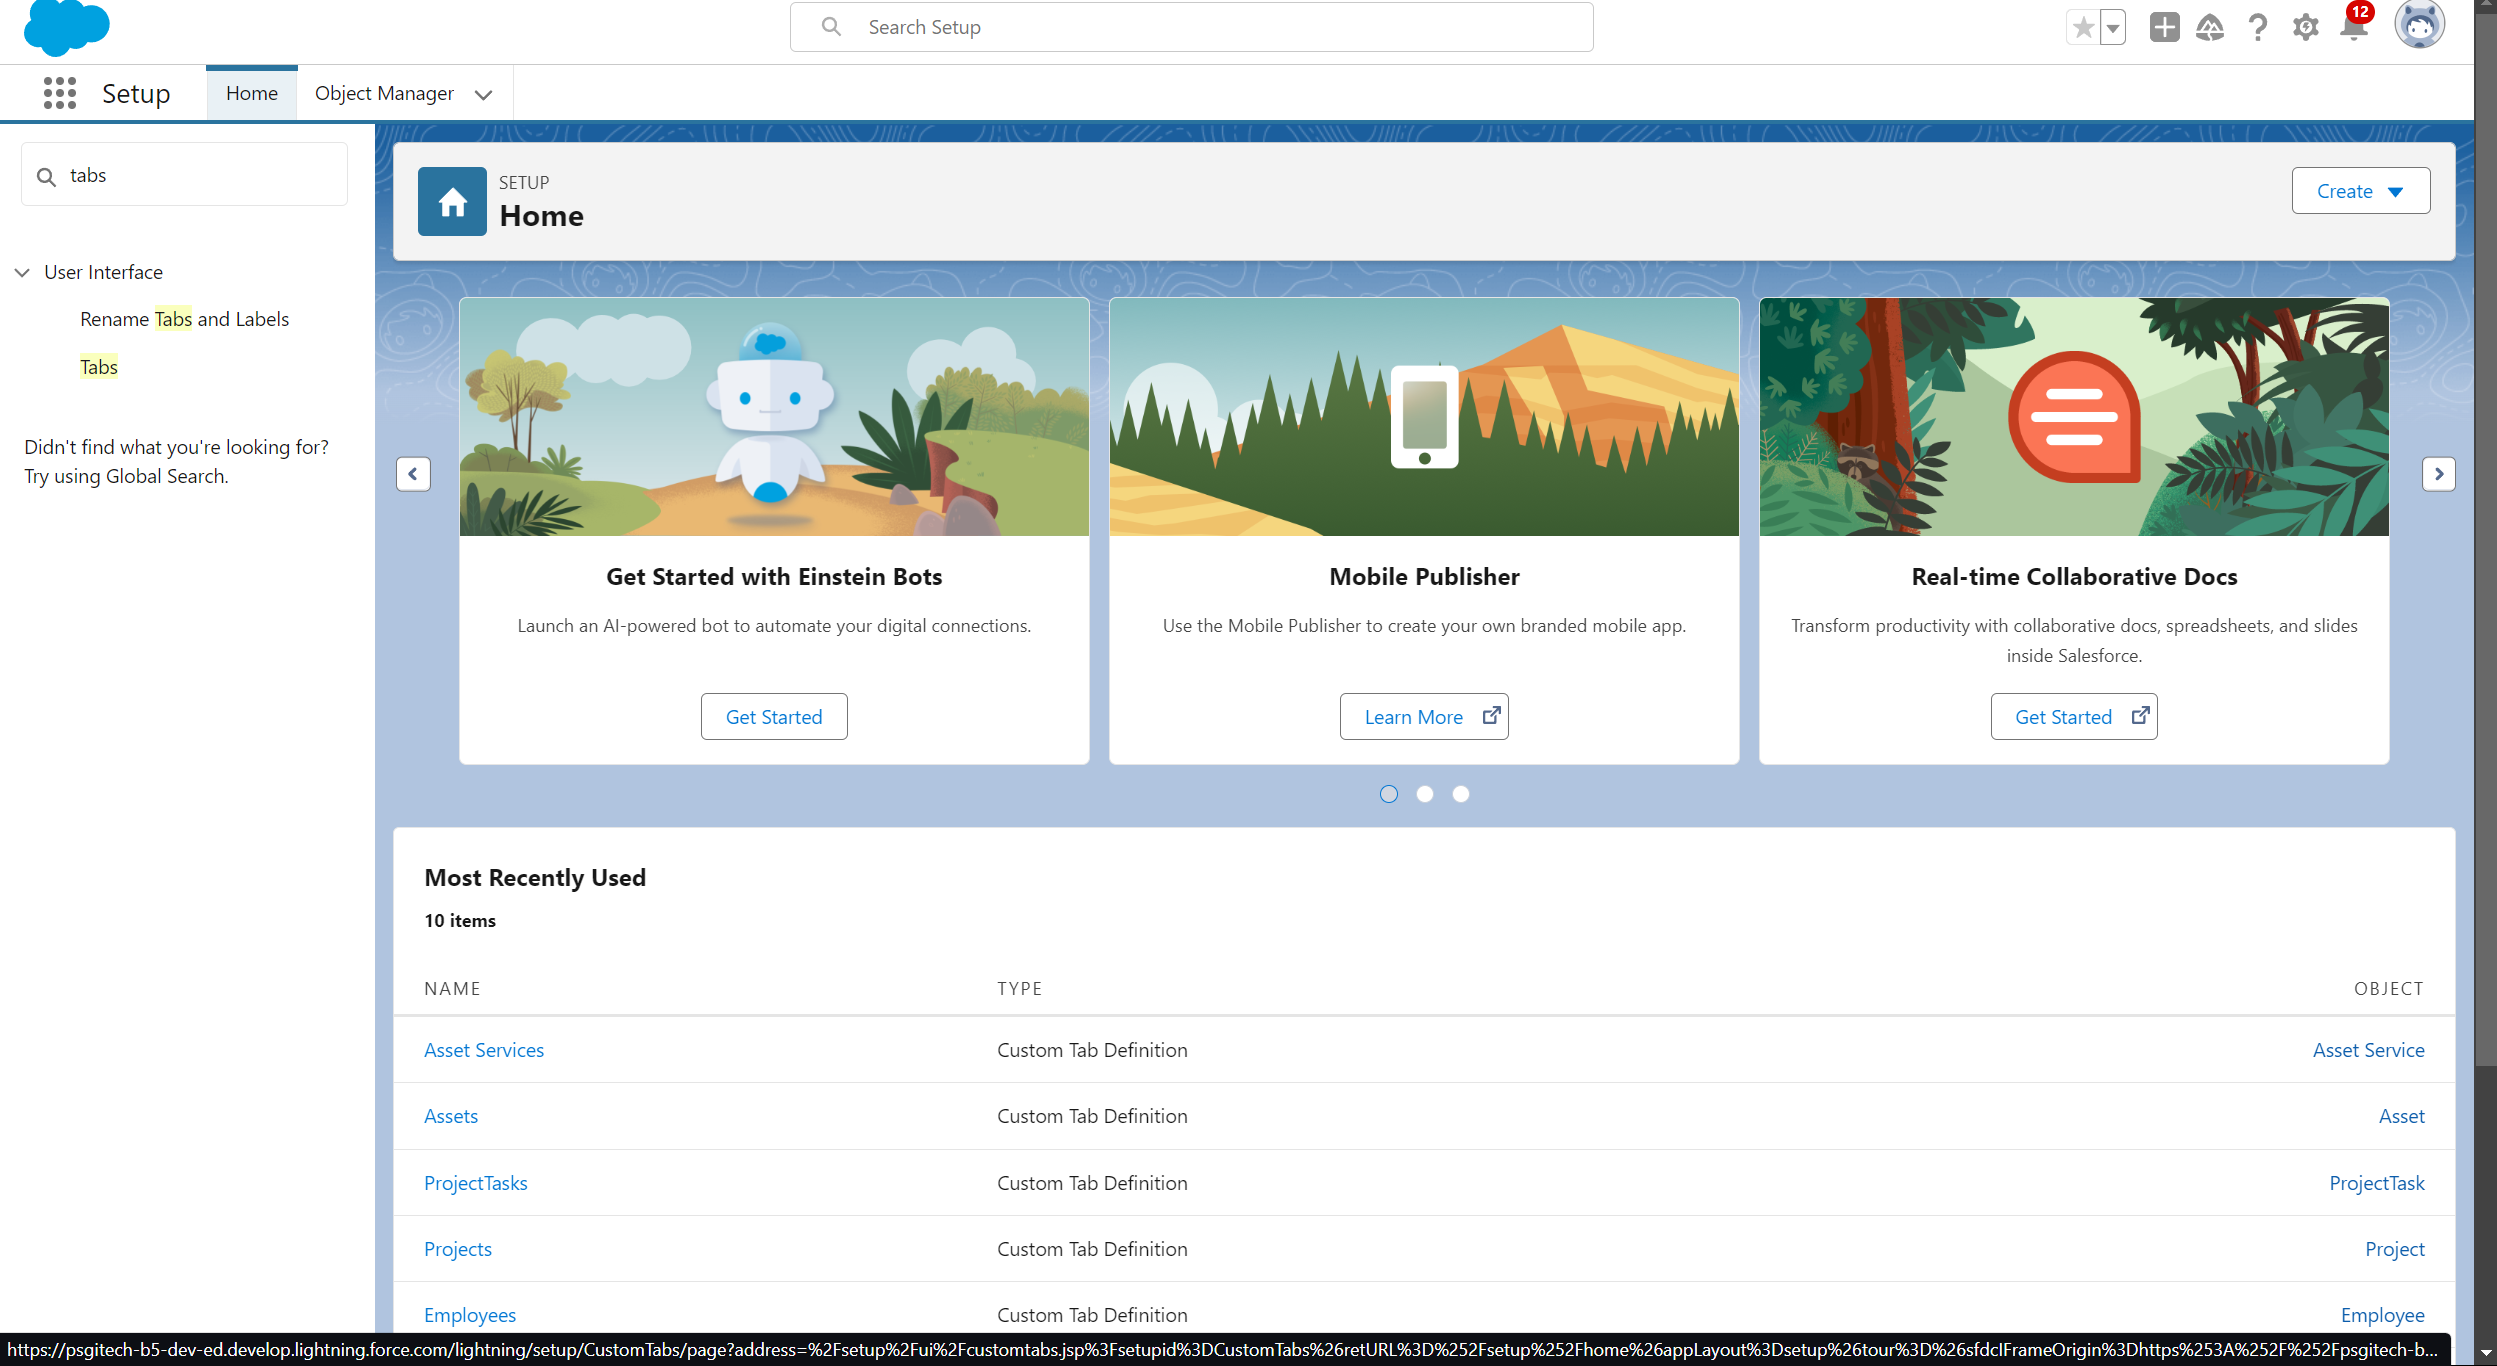 Search Setup
12
Setup
Home
Object Manager
tabs
User Interface
Rename Tabs and Labels
Tabs
Didn't find what you're looking for?
Try using Global Search.
SETUP
Home
Create
Get Started with Einstein Bots
Launch an AI-powered bot to automate your digital connections.
Get Started
Mobile Publisher
Use the Mobile Publisher to create your own branded mobile app.
Learn More
Real-time Collaborative Docs
Transform productivity with collaborative docs, spreadsheets, and slides
inside Salesforce.
Get Started
Most Recently Used
10 items
NAME TYPE OBJECT
Asset Services Custom Tab Definition Asset Service
Assets Custom Tab Definition Asset
ProjectTasks Custom Tab Definition ProjectTask
Projects Custom Tab Definition Project
Employees Custom Tab Definition Employee
https://psgitech-b5-dev-ed.develop.lightning.force.com/lightning/setup/CustomTabs/page?address=%2Fsetup%2Fui%2Fcustomtabs.jsp%3Fsetupid%3DCustomTabs%26retURL%3D%252Fsetup%252Fhome%26appLayout%3Dsetup%26tour%3D%26sfdcIFrameOrigin%3Dhttps%253A%252F%252Fpsgitech-b...